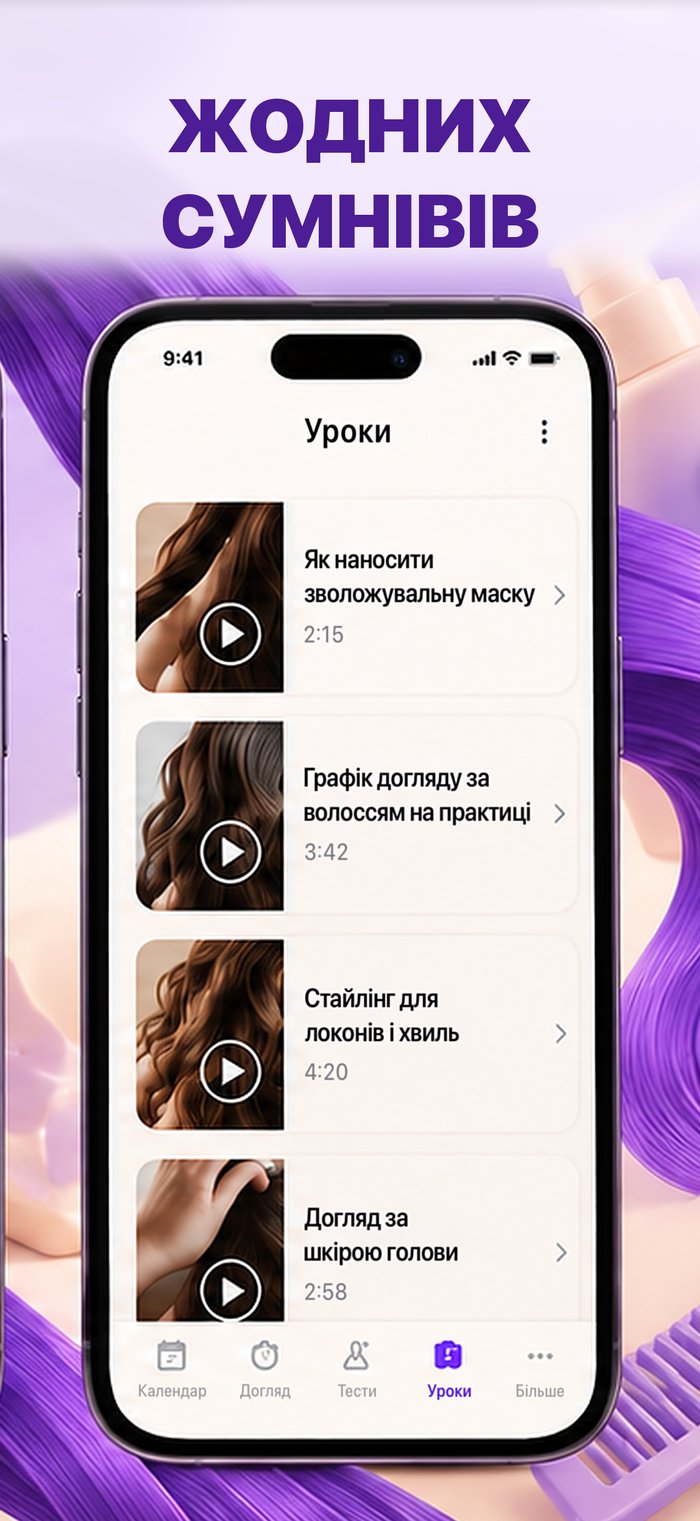 ЖОДНИХ
СУМНІВІВ
9:41
Уроки
Як наносити
зволожувальну маску
2:15
Графік догляду за
волоссям на практиці
3:42
Стайлінг для
локонів і хвиль
4:20
Догляд за
шкірою голови
2:58
Календар Догляд Тести Уроки Більше